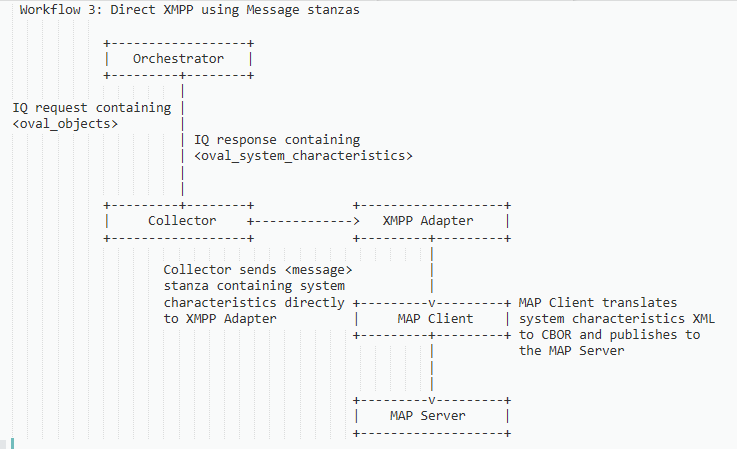 Workflow 3: Direct XMPP using Message stanzas
Orchestrator
IQ request containing
<oval_objects>
IQ response containing
<oval_system_characteristics>
Collector
XMPP Adapter
Collector sends <message>
stanza containing system
characteristics directly
to XMPP Adapter
MAP Client
MAP Client translates
system characteristics XML
to CBOR and publishes to
the MAP Server
MAP Server